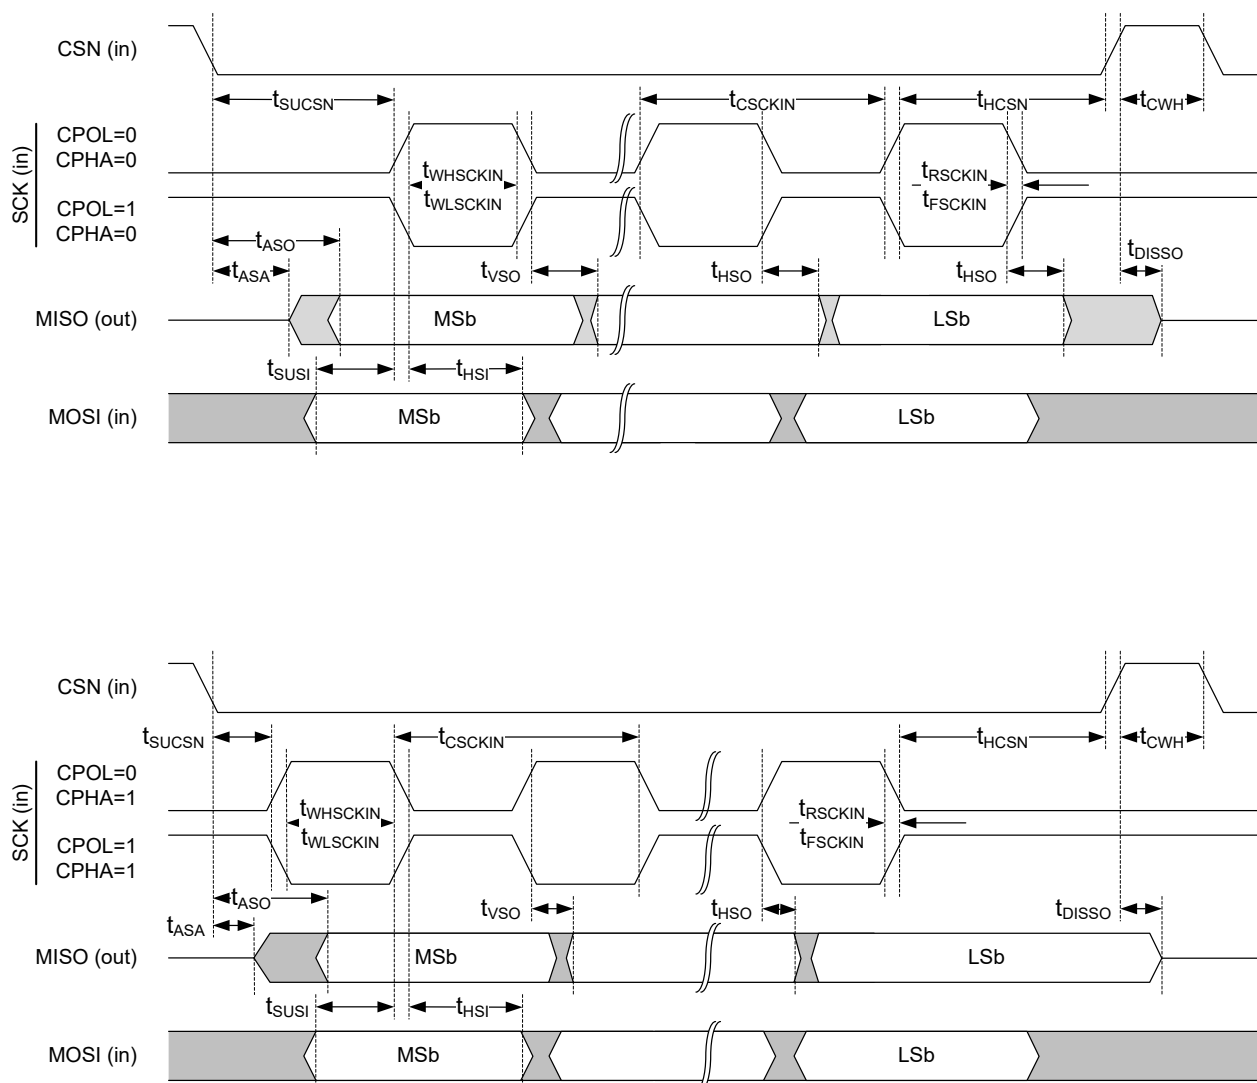 CSN (in)
tSUCSN
tCSCKIN
tHCSN
tCWH
SCK (in)
CPOL=0
CPHA=0
tWHSCKIN
tWLSCKIN
tRSCKIN
tFSCKIN
CPOL=1
CPHA=0
tASO
tASA
tVSO
tHSO
tHSO
tDISSO
MISO (out)
MSb
LSb
tSUSI
tHSI
MOSI (in)
MSb
LSb
CSN (in)
tSUCSN
tCSCKIN
tHCSN
tCWH
SCK (in)
CPOL=0
CPHA=1
tWHSCKIN
tWLSCKIN
tRSCKIN
tFSCKIN
CPOL=1
CPHA=1
tASO
tASA
tVSO
tHSO
tDISSO
MISO (out)
MSb
LSb
tSUSI
tHSI
MOSI (in)
MSb
LSb